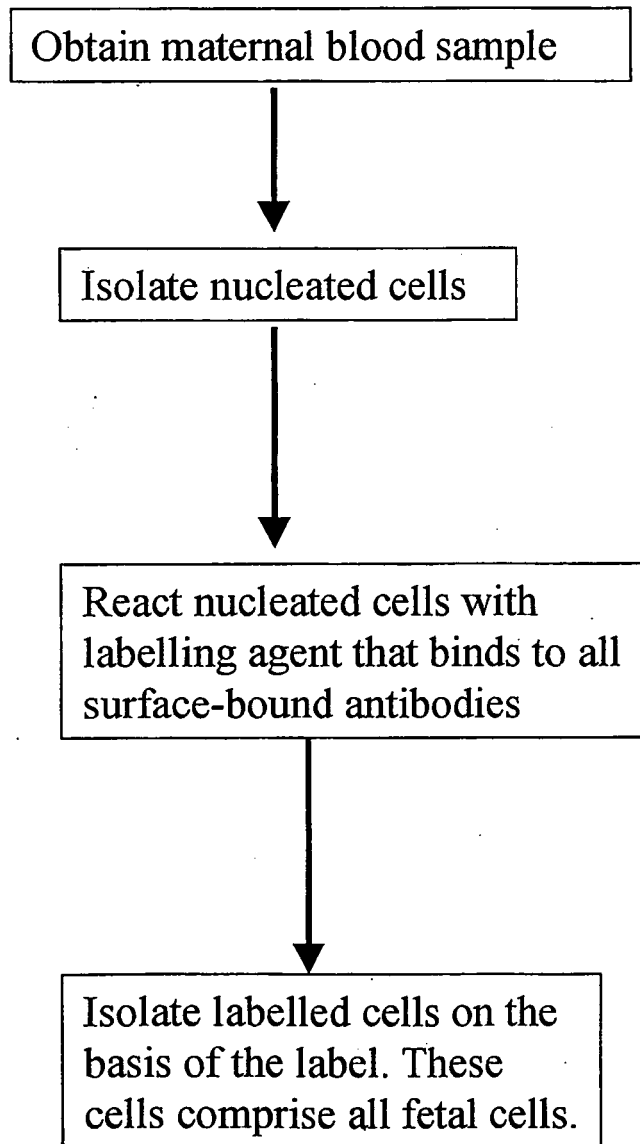 Obtain maternal blood sample
Isolate nucleated cells
React nucleated cells with
labelling agent that binds to all
surface-bound antibodies
Isolate labelled cells on the
basis of the label. These
cells comprise all fetal cells.